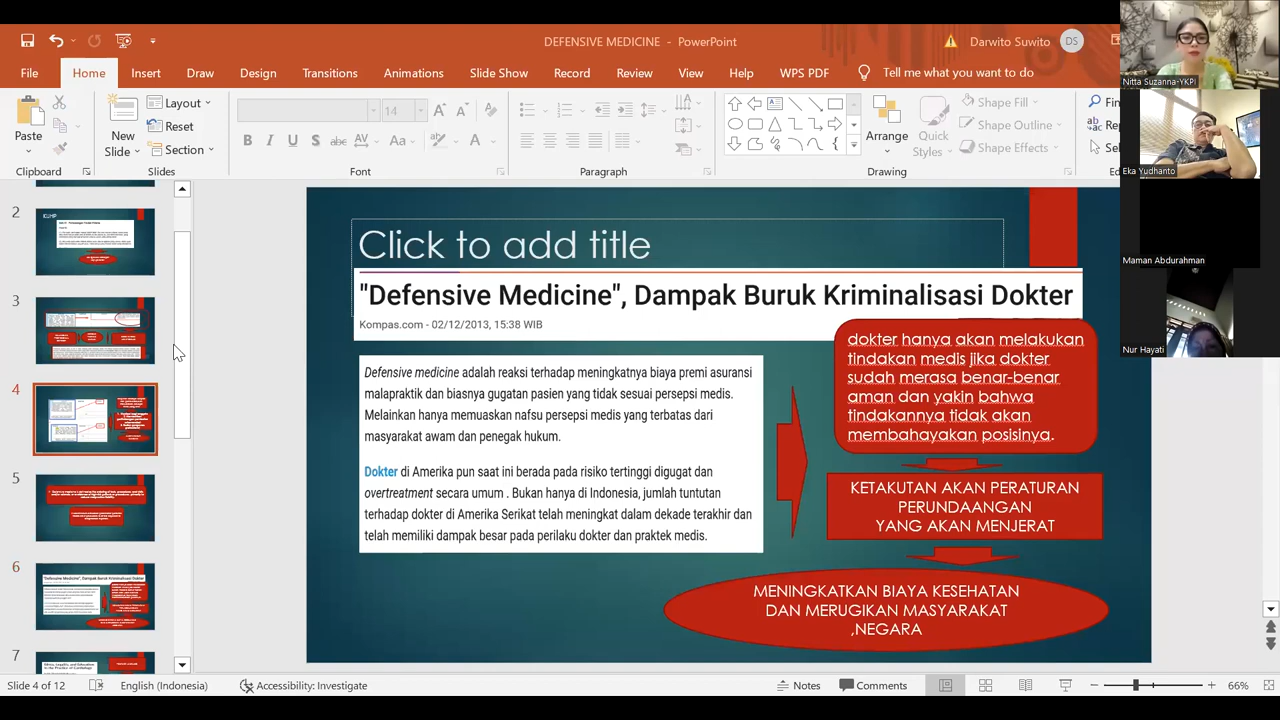 DEFENSIVE MEDICINE - PowerPoint
Darwito Suwito
DS
File
Home
Insert
Draw
Design
Transitions
Animations
Slide Show
Record
Review
View
Help
WPS PDF
Tell me what you want to do
Paste
New
Slide
Layout
Reset
Section
14
Arrange
Quick
Styles
Shape Fill
Shape Outline
Shape Effects
Clipboard
Slides
Font
Paragraph
Drawing
2
3
4
5
6
7
Click to add title
"Defensive Medicine", Dampak Buruk Kriminalisasi Dokter
Kompas.com - 02/12/2013, 15:38 WIB
Defensive medicine adalah reaksi terhadap meningkatnya biaya premi asuransi
malapraktik dan biasnya gugatan pasien yang tidak sesuai persepsi medis.
Melainkan hanya memuaskan nafsu persepsi medis yang terbatas dari
masyarakat awam dan penegak hukum.
Dokter di Amerika pun saat ini berada pada risiko tertinggi digugat dan
overtreatment secara umum . Bukan hanya di Indonesia, jumlah tuntutan
terhadap dokter di Amerika Serikat telah meningkat dalam dekade terakhir dan
telah memiliki dampak besar pada perilaku dokter dan praktek medis.
dokter hanya akan melakukan
tindakan medis jika dokter
sudah merasa benar-benar
aman dan yakin bahwa
tindakannya tidak akan
membahayakan posisinya.
KETAKUTAN AKAN PERATURAN
PERUNDAANGAN
YANG AKAN MENJERAT
MENINGKATKAN BIAYA KESEHATAN
DAN MERUGIKAN MASYARAKAT
,NEGARA
Nitta Suzanna-YKPI
Eka Yudhanto
Maman Abdurahman
Nur Hayati
Slide 4 of 12
English (Indonesia)
Accessibility: Investigate
Notes
Comments
66%